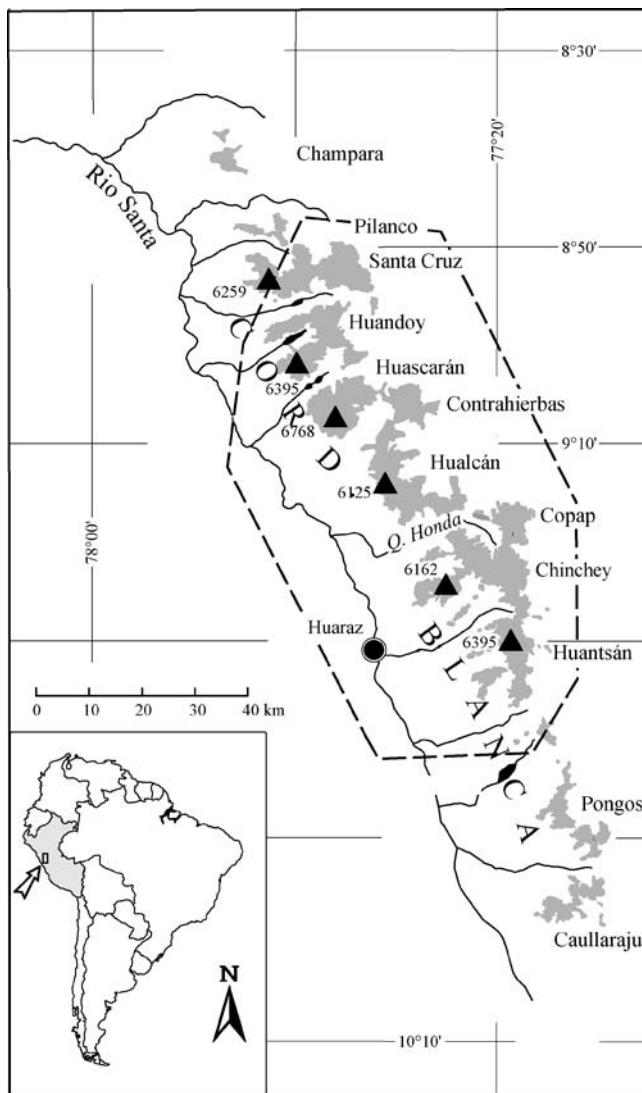 8°30'
77°20'
Champara
Rio Santa
Pilanco
8°50'
Santa Cruz
6259
Huandoy
6395
Huascarán
6768
Contrahierbas
9°10'
Hualcán
6125
Q. Honda
Copap
6162
Chinchey
78°00'
Huaraz
6395
Huantsán
CORD. BLANCA
0 10 20 40 km
Pongos
Caullaraju
N
10°10'